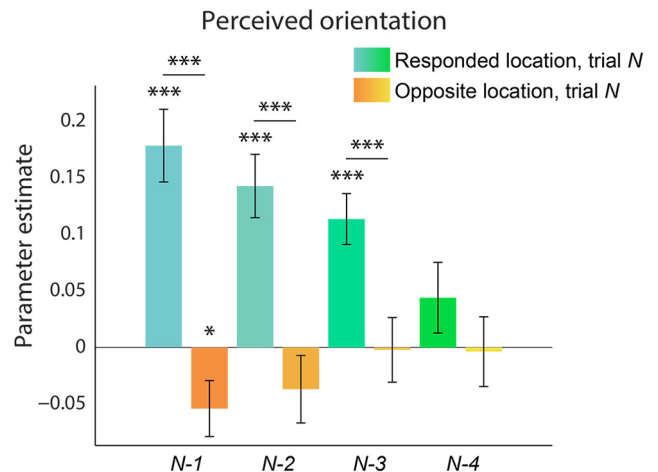 Perceived orientation
Responded location, trial N
Opposite location, trial N
***
***
***
***
***
***
*
0.2
0.15
0.1
0.05
0
−0.05
Parameter estimate
N-1 N-2 N-3 N-4